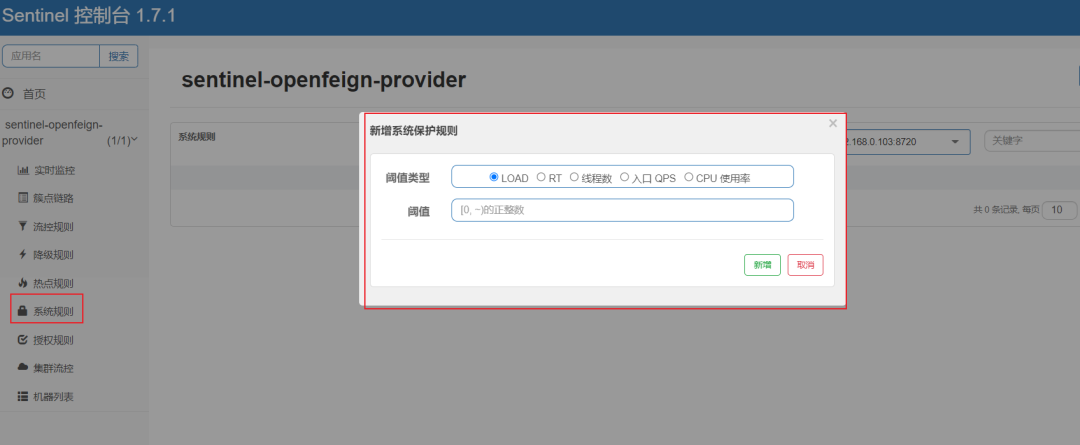 Sentinel 控制台 1.7.1
应用名 搜索
首页
sentinel-openfeign-
provider (1/1)
实时监控
簇点链路
流控规则
降级规则
热点规则
系统规则
授权规则
集群流控
机器列表
sentinel-openfeign-provider
系统规则
2.168.0.103:8720 关键字
共 0 条记录, 每页 10
新增系统保护规则 ×
阈值类型 LOAD RT 线程数 入口 QPS CPU 使用率
阈值 [0, ~)的正整数
新增 取消